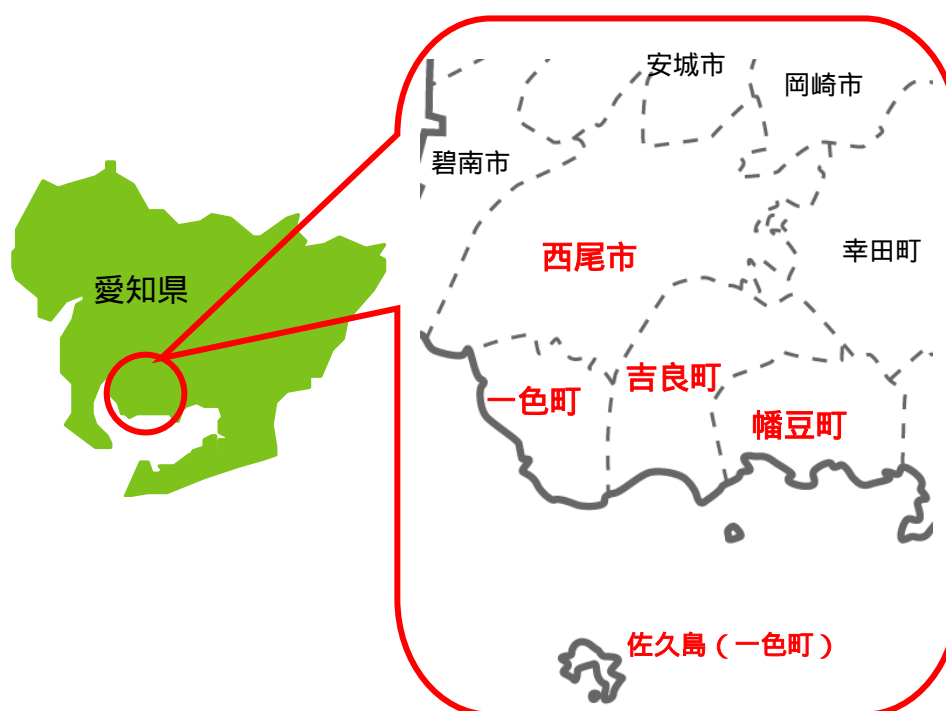 安城市
岡崎市
碧南市
西尾市
幸田町
愛知県
吉良町
一色町
幡豆町
佐久島(一色町)